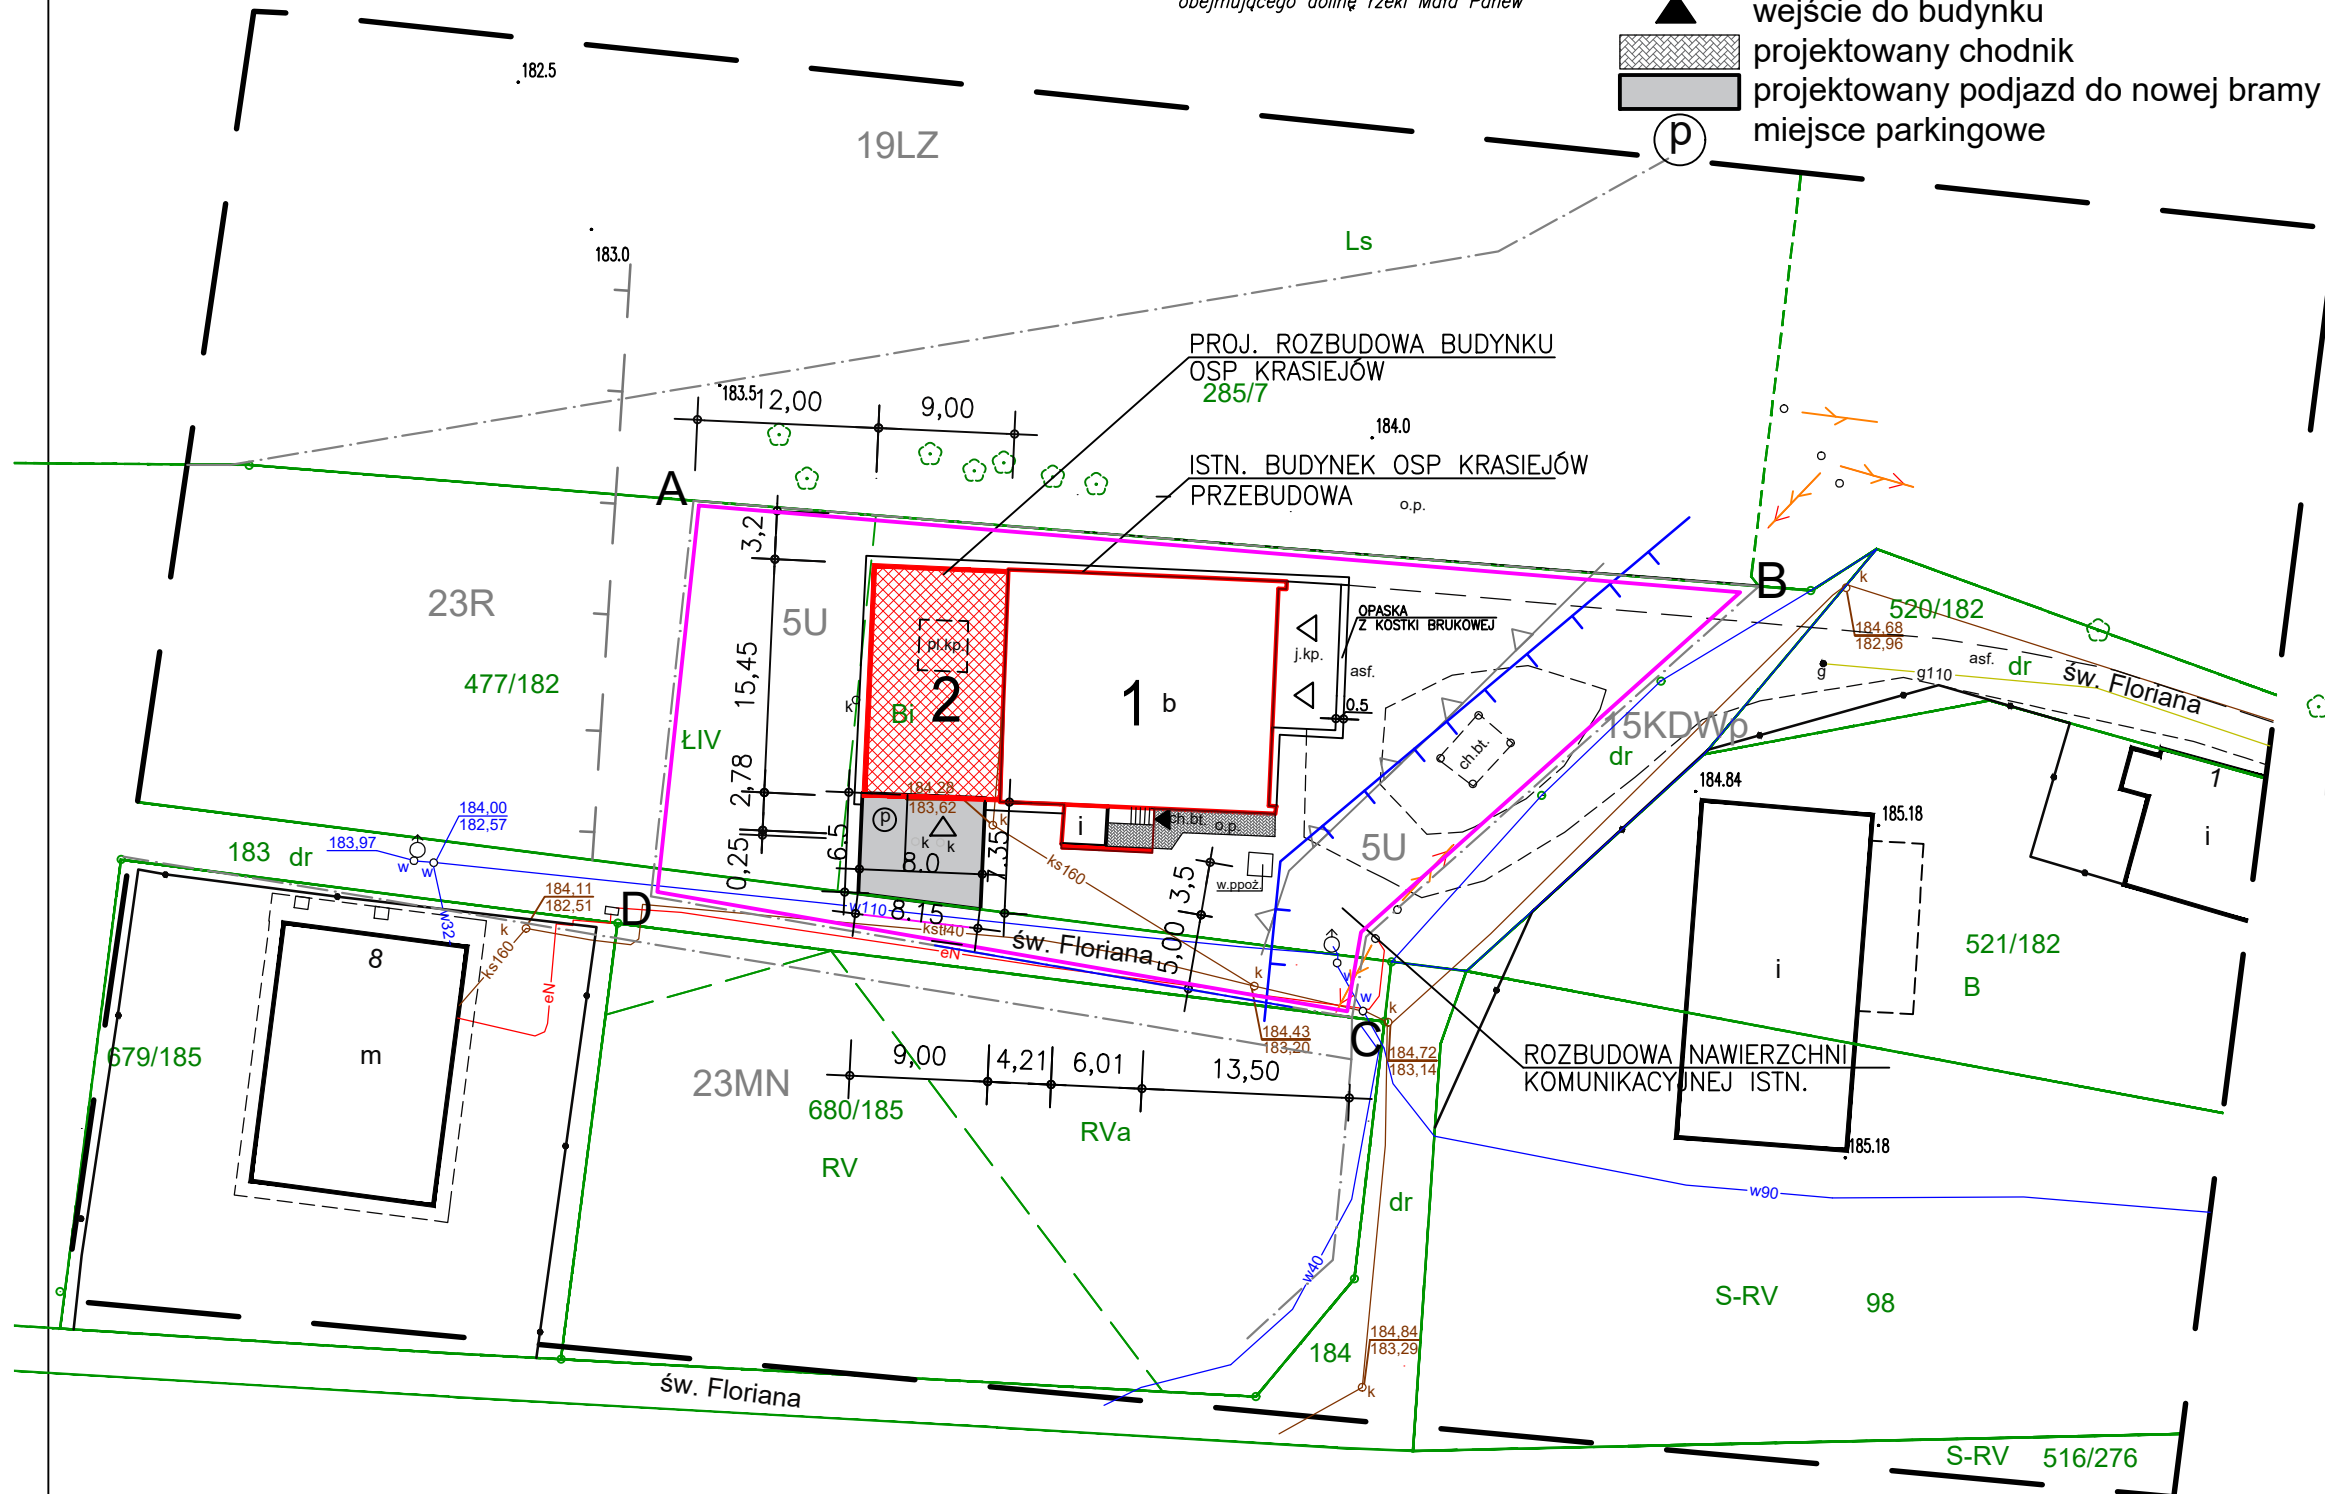 wejście do budynku
projektowany chodnik
projektowany podjazd do nowej bramy
p miejsce parkingowe
182.5
19LZ
183.0
Ls
PROJ. ROZBUDOWA BUDYNKU
OSP KRASIEJÓW
285/7
183.5
12,00
9,00
184.0
ISTN. BUDYNEK OSP KRASIEJÓW
PRZEBUDOWA
o.p.
A
B
3,2
23R
5U
477/182
15,45
ŁIV
2,78
0,25
k
Bi
pl.kp.
2
1 b
j.kp.
OPASKA
Z KOSTKI BRUKOWEJ
asf.
0.5
ch.bt.
15KDWp
dr
k
184,68
182,96
520/182
asf.
dr
g
g110
św. Floriana
1
i
184.84
185.18
184,28
183,62
k
p
k
k
8.0
6.5
7,35
i
ch.bt
o.p.
ks160
w.ppoż.
3,5
5U
183 dr
183,97
184,00
182,57
w
w
w32
184,11
182,51
k
ks160
eN
D
w110
8.15
kst140
eN
św. Floriana
5,00
k
w
k
C
184,43
183,20
184,72
183,14
ROZBUDOWA NAWIERZCHNI
KOMUNIKACYJNEJ ISTN.
i
521/182
B
185.18
8
m
679/185
23MN
9,00
4,21
6,01
13,50
680/185
RVa
RV
dr
w90
w40
S-RV
98
184
184,84
183,29
k
św. Floriana
S-RV
516/276